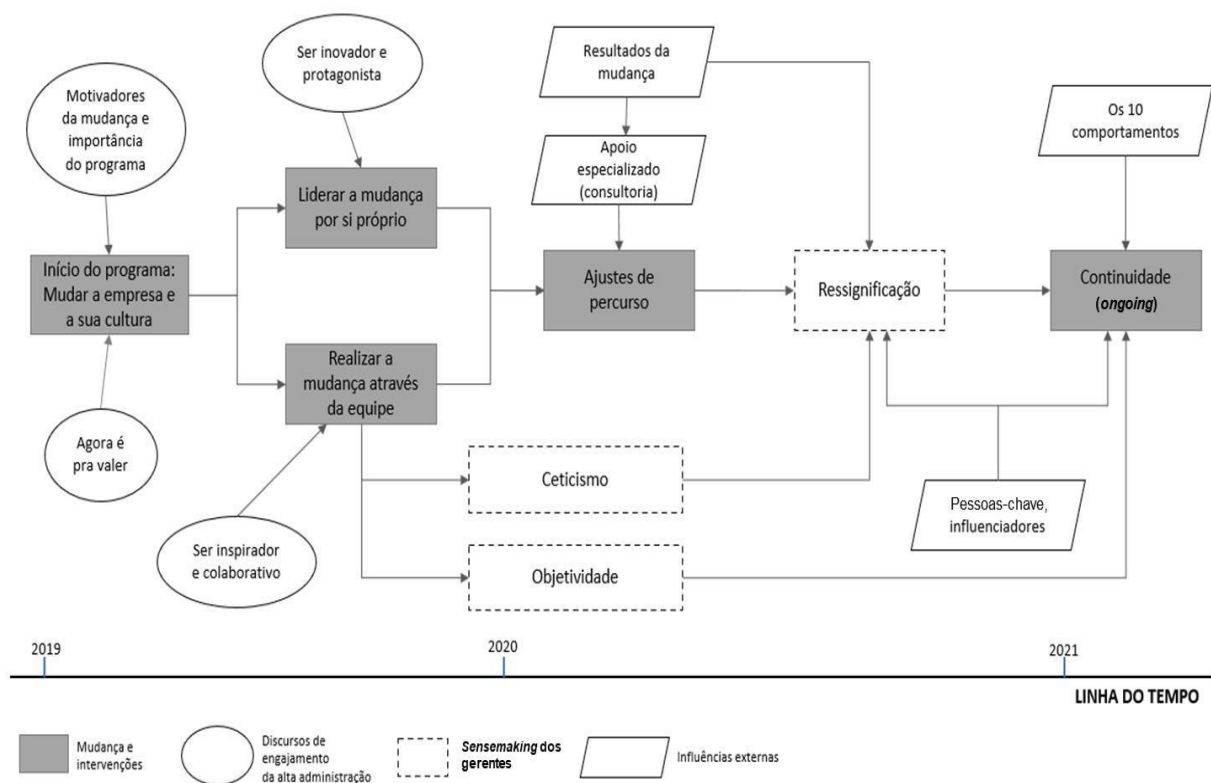 Ser inovador e
protagonista
Resultados da
mudança
Motivadores
da mudança e
importância
do programa
Os 10
comportamentos
Apoio
especializado
(consultoria)
Liderar a mudança
por si próprio
Início do programa:
Mudar a empresa e
a sua cultura
Ajustes de
percurso
Ressignificação
Continuidade
(ongoing)
Realizar a
mudança através
da equipe
Agora é
pra valer
Ceticismo
Pessoas-chave,
influenciadores
Ser inspirador
e colaborativo
Objetividade
2019
2020
2021
LINHA DO TEMPO
Mudança e
intervenções
Discursos de
engajamento
da alta administração
Sensemaking dos
gerentes
Influências externas